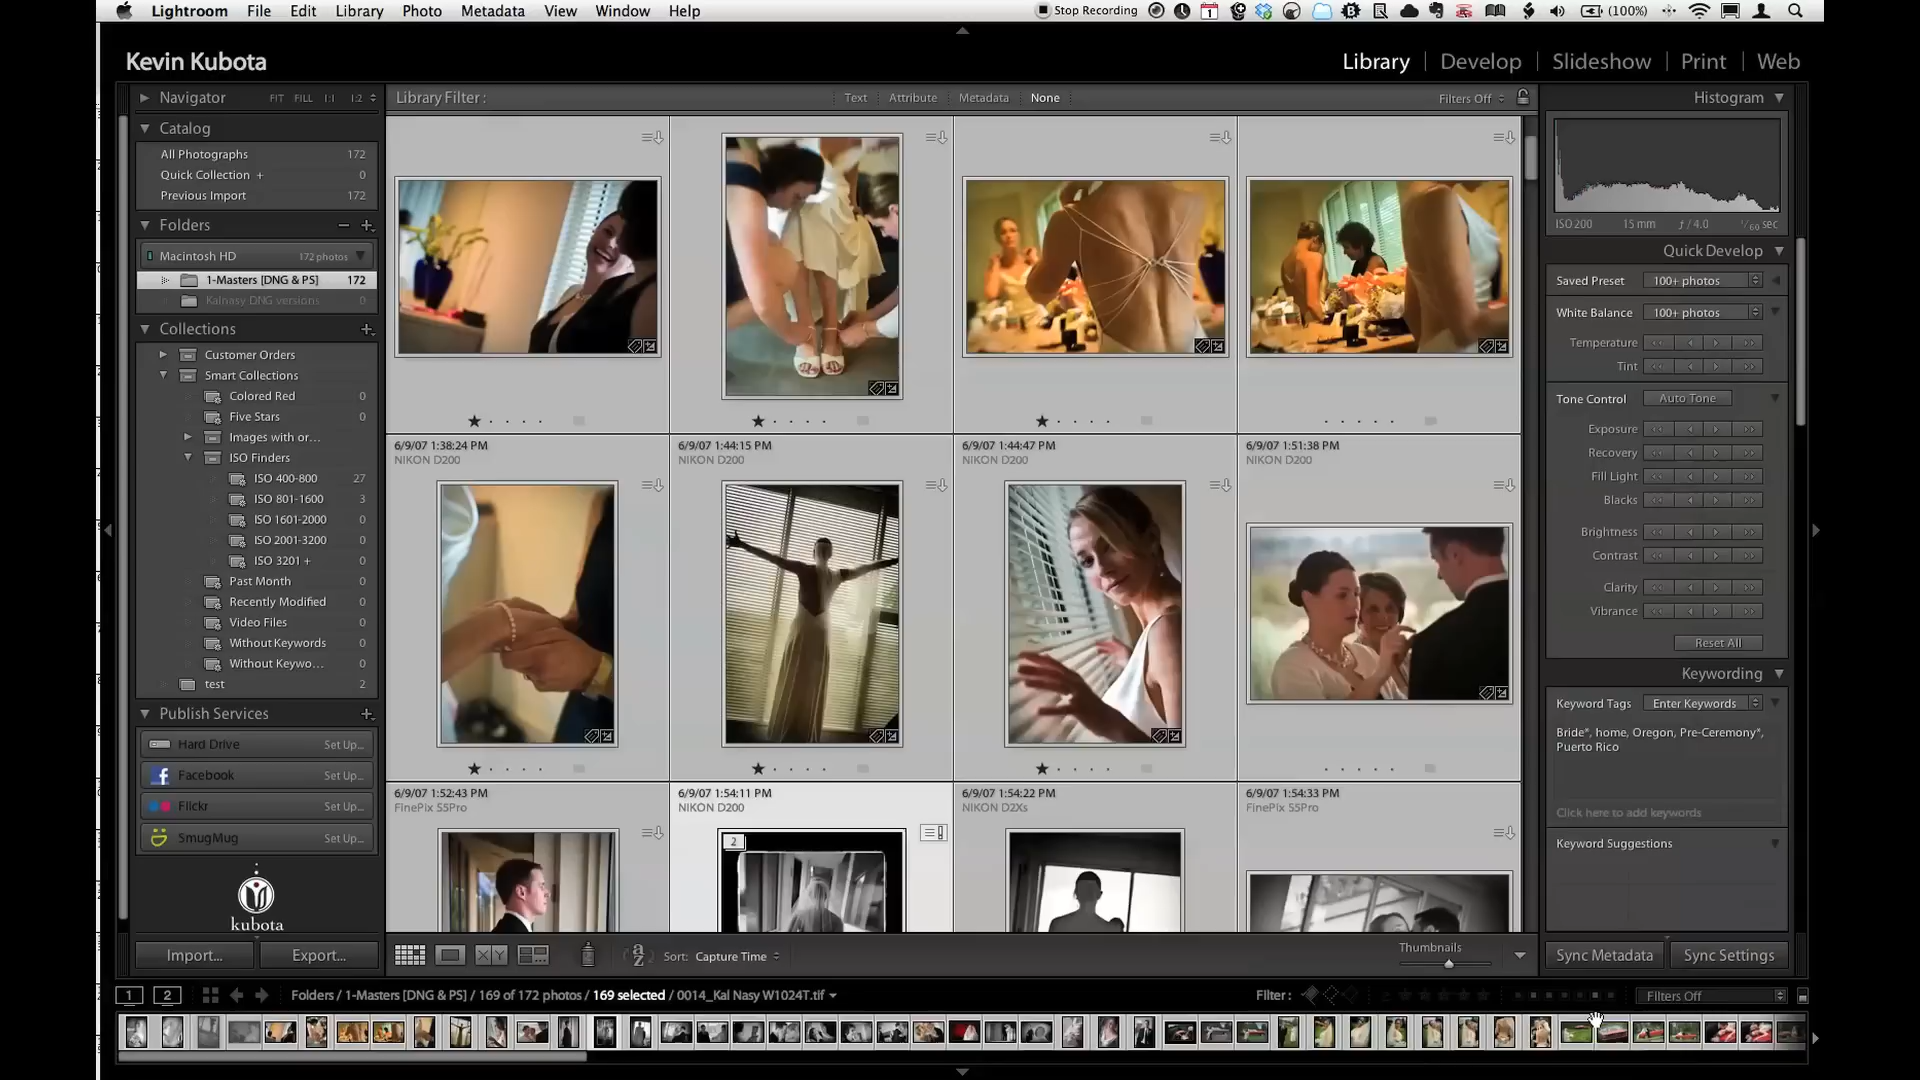 Lightroom File Edit Library Photo Metadata View Window Help Stop Recording 1 (100%)
Kevin Kubota Library Develop Slideshow Print Web
Navigator FIT FILL 1:1 1:2
Library Filter : Text Attribute Metadata None Filters Off
Histogram
Catalog
All Photographs 172
Quick Collection + 0
Previous Import 172
ISO 200 15 mm ƒ / 4.0 1/60 sec
Folders
Macintosh HD 172 photos
1-Masters [DNG & PS] 172
Kalnasy DNG versions 0
Quick Develop
Saved Preset 100+ photos
White Balance 100+ photos
Temperature
Tint
Tone Control Auto Tone
Exposure
Recovery
Fill Light
Blacks
Brightness
Contrast
Clarity
Vibrance
Reset All
Collections
Customer Orders
Smart Collections
Colored Red 0
Five Stars 0
Images with or...
ISO Finders
ISO 400-800 27
ISO 801-1600 3
ISO 1601-2000 0
ISO 2001-3200 0
ISO 3201 + 0
Past Month 0
Recently Modified 0
Video Files 0
Without Keywords 0
Without Keywo... 0
test 2
6/9/07 1:38:24 PM 6/9/07 1:44:15 PM 6/9/07 1:44:47 PM 6/9/07 1:51:38 PM
NIKON D200 NIKON D200 NIKON D200 NIKON D200
6/9/07 1:52:43 PM 6/9/07 1:54:11 PM 6/9/07 1:54:22 PM 6/9/07 1:54:33 PM
FinePix S5Pro NIKON D200 NIKON D2Xs FinePix S5Pro
2
Keywording
Keyword Tags Enter Keywords
Bride*, home, Oregon, Pre-Ceremony*,
Puerto Rico
Click here to add keywords
Keyword Suggestions
Publish Services
Hard Drive Set Up...
Facebook Set Up...
Flickr Set Up...
SmugMug Set Up...
kubota
Import... Export...
Sort: Capture Time Thumbnails
Sync Metadata Sync Settings
1 2 Folders / 1-Masters [DNG & PS] / 169 of 172 photos / 169 selected / 0014_Kal Nasy W1024T.tif Filter : Filters Off